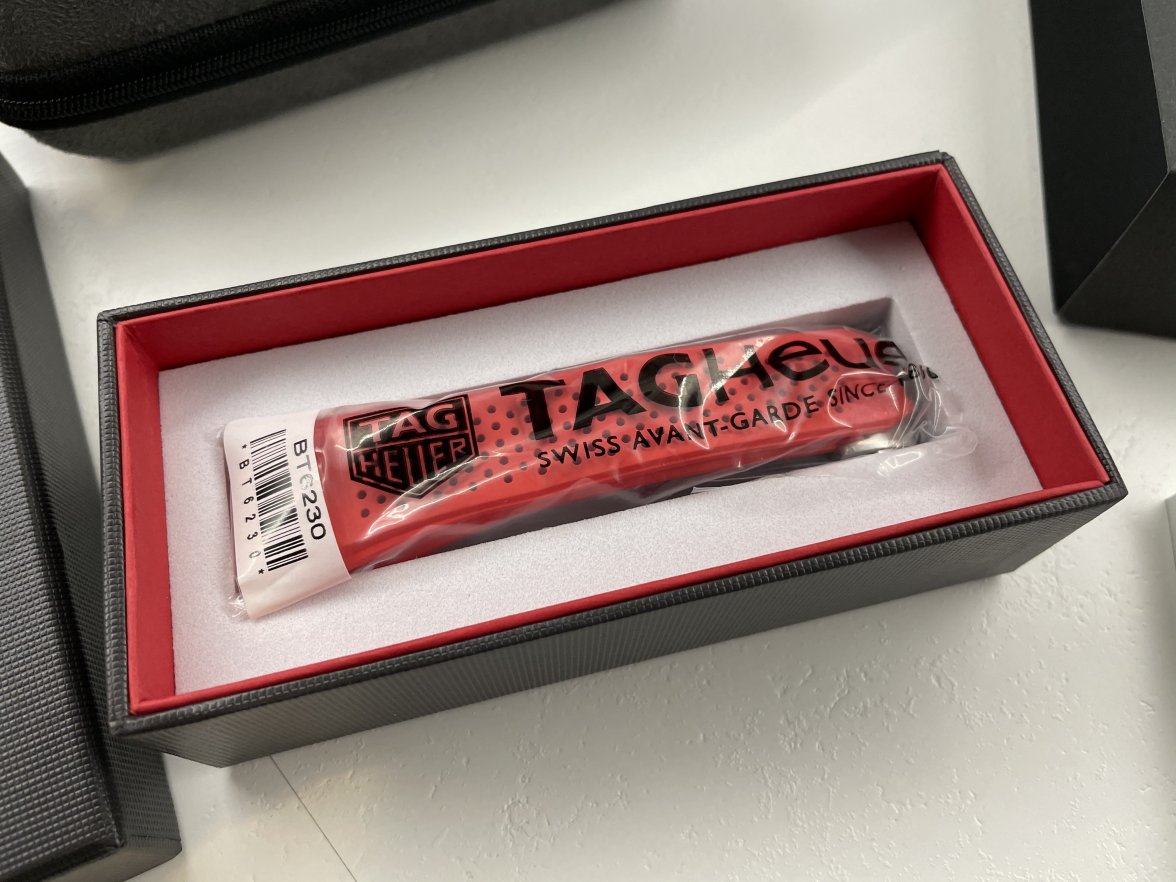 TAG
HEUER
TAGHeue
SWISS AVANT-GARDE SINCE
BT6230
*BT6230*